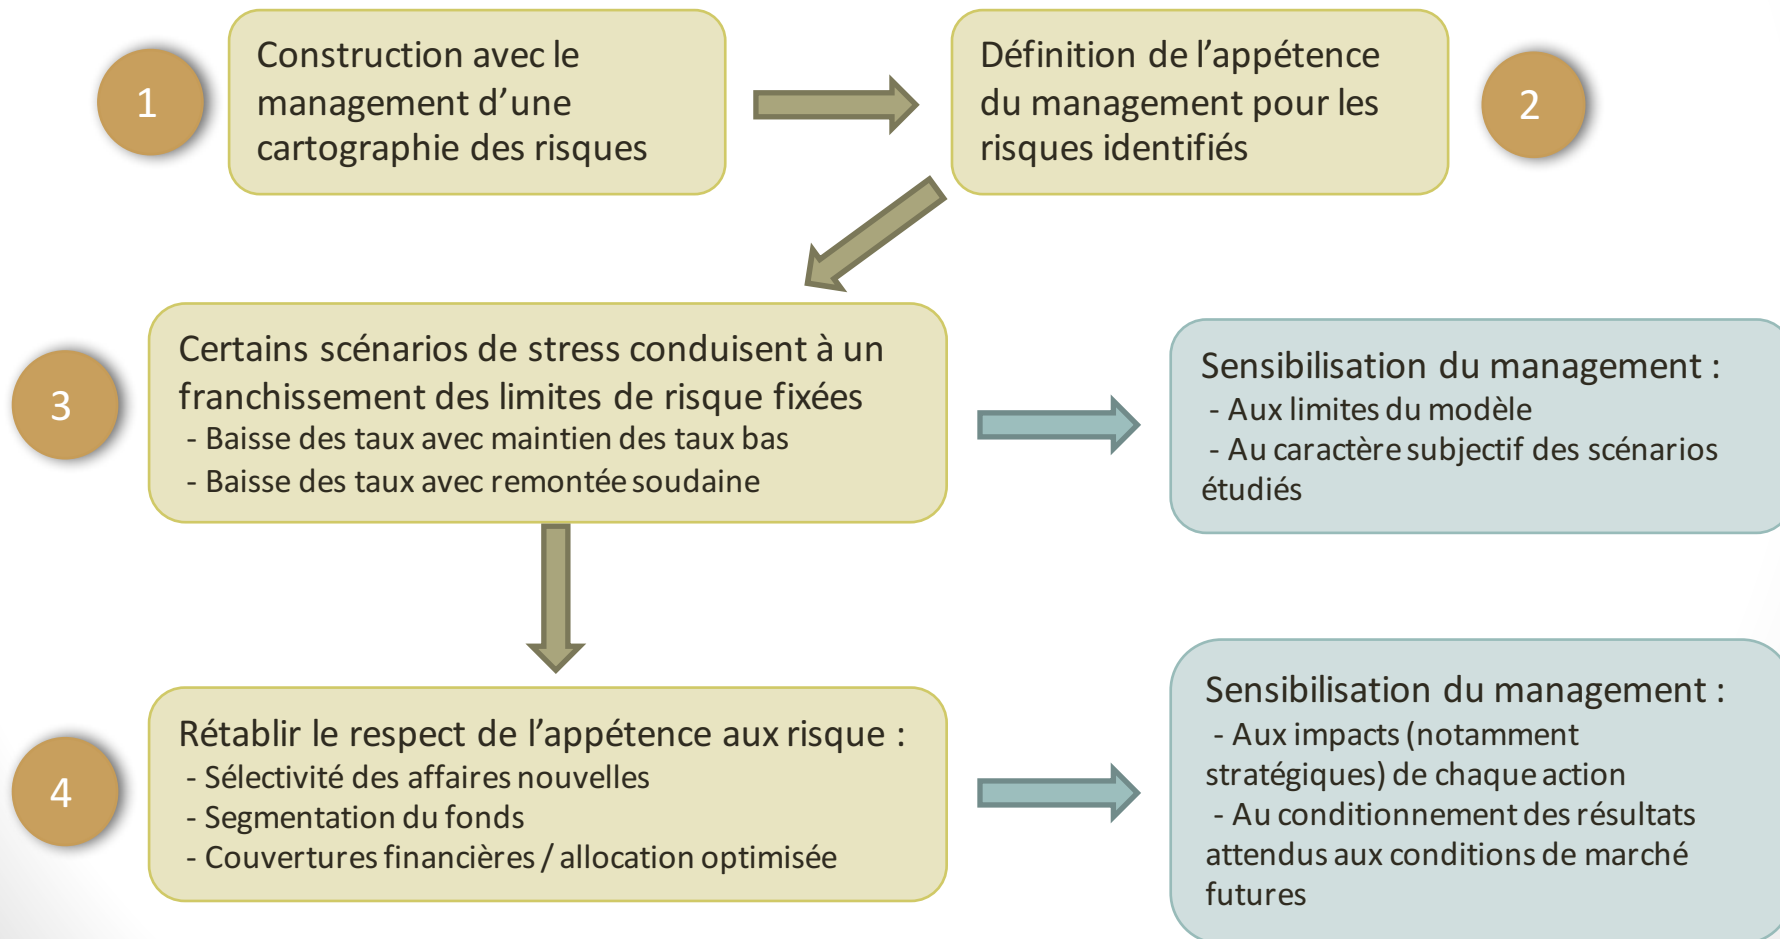 1
Construction avec le
management d’une
cartographie des risques
Définition de l’appétence
du management pour les
risques identifiés
2
3
Certains scénarios de stress conduisent à un
franchissement des limites de risque fixées
- Baisse des taux avec maintien des taux bas
- Baisse des taux avec remontée soudaine
Sensibilisation du management :
- Aux limites du modèle
- Au caractère subjectif des scénarios
étudiés
4
Rétablir le respect de l’appétence aux risque :
- Sélectivité des affaires nouvelles
- Segmentation du fonds
- Couvertures financières / allocation optimisée
Sensibilisation du management :
- Aux impacts (notamment
stratégiques) de chaque action
- Au conditionnement des résultats
attendus aux conditions de marché
futures